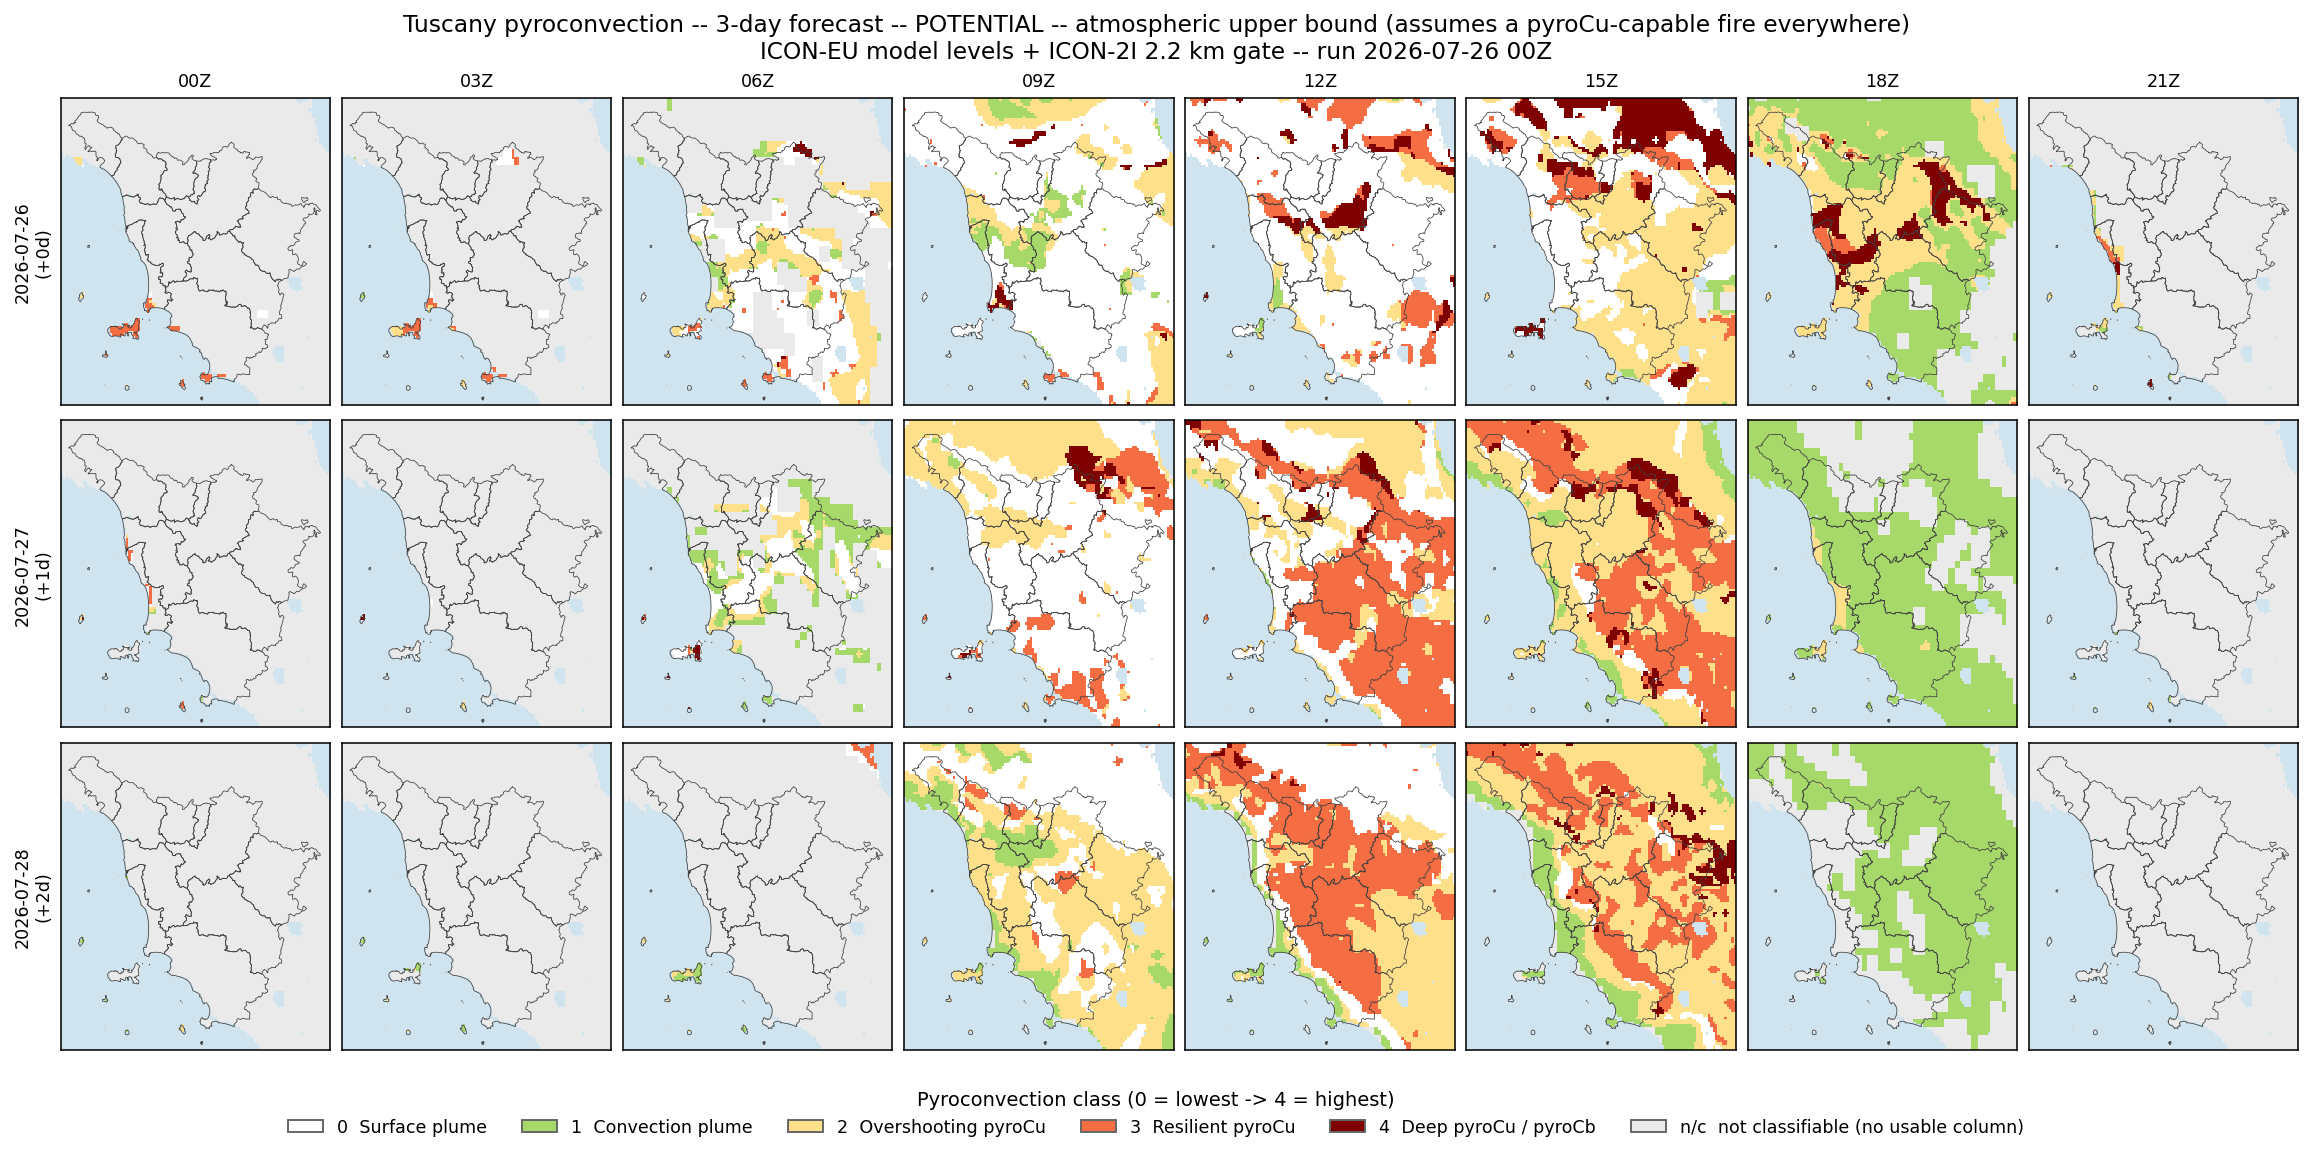 Tuscany pyroconvection -- 3-day forecast -- POTENTIAL -- atmospheric upper bound (assumes a pyroCu-capable fire everywhere)
ICON-EU model levels + ICON-2I 2.2 km gate -- run 2026-07-26 00Z
00Z 03Z 06Z 09Z 12Z 15Z 18Z 21Z
2026-07-26
(+0d)
2026-07-27
(+1d)
2026-07-28
(+2d)
Pyroconvection class (0 = lowest -> 4 = highest)
0 Surface plume 1 Convection plume 2 Overshooting pyroCu 3 Resilient pyroCu 4 Deep pyroCu / pyroCb n/c not classifiable (no usable column)